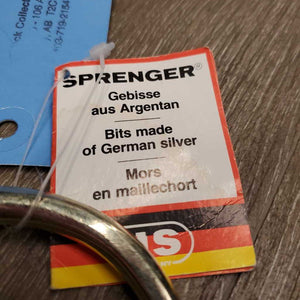 SPRENGER®
Gebisse
aus Argentan
Bits made
of German silver
Mors
en maillechort